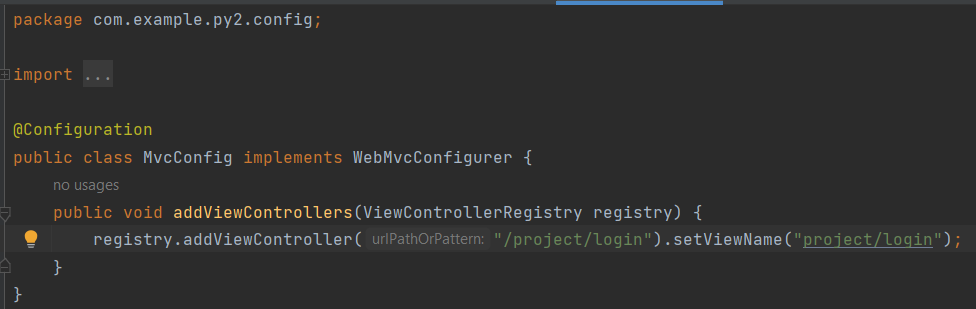 package com.example.py2.config;
import ...
@Configuration
public class MvcConfig implements WebMvcConfigurer {
no usages
public void addViewControllers(ViewControllerRegistry registry) {
registry.addViewController( urlPathOrPattern: "/project/login").setViewName("project/login");
}
}